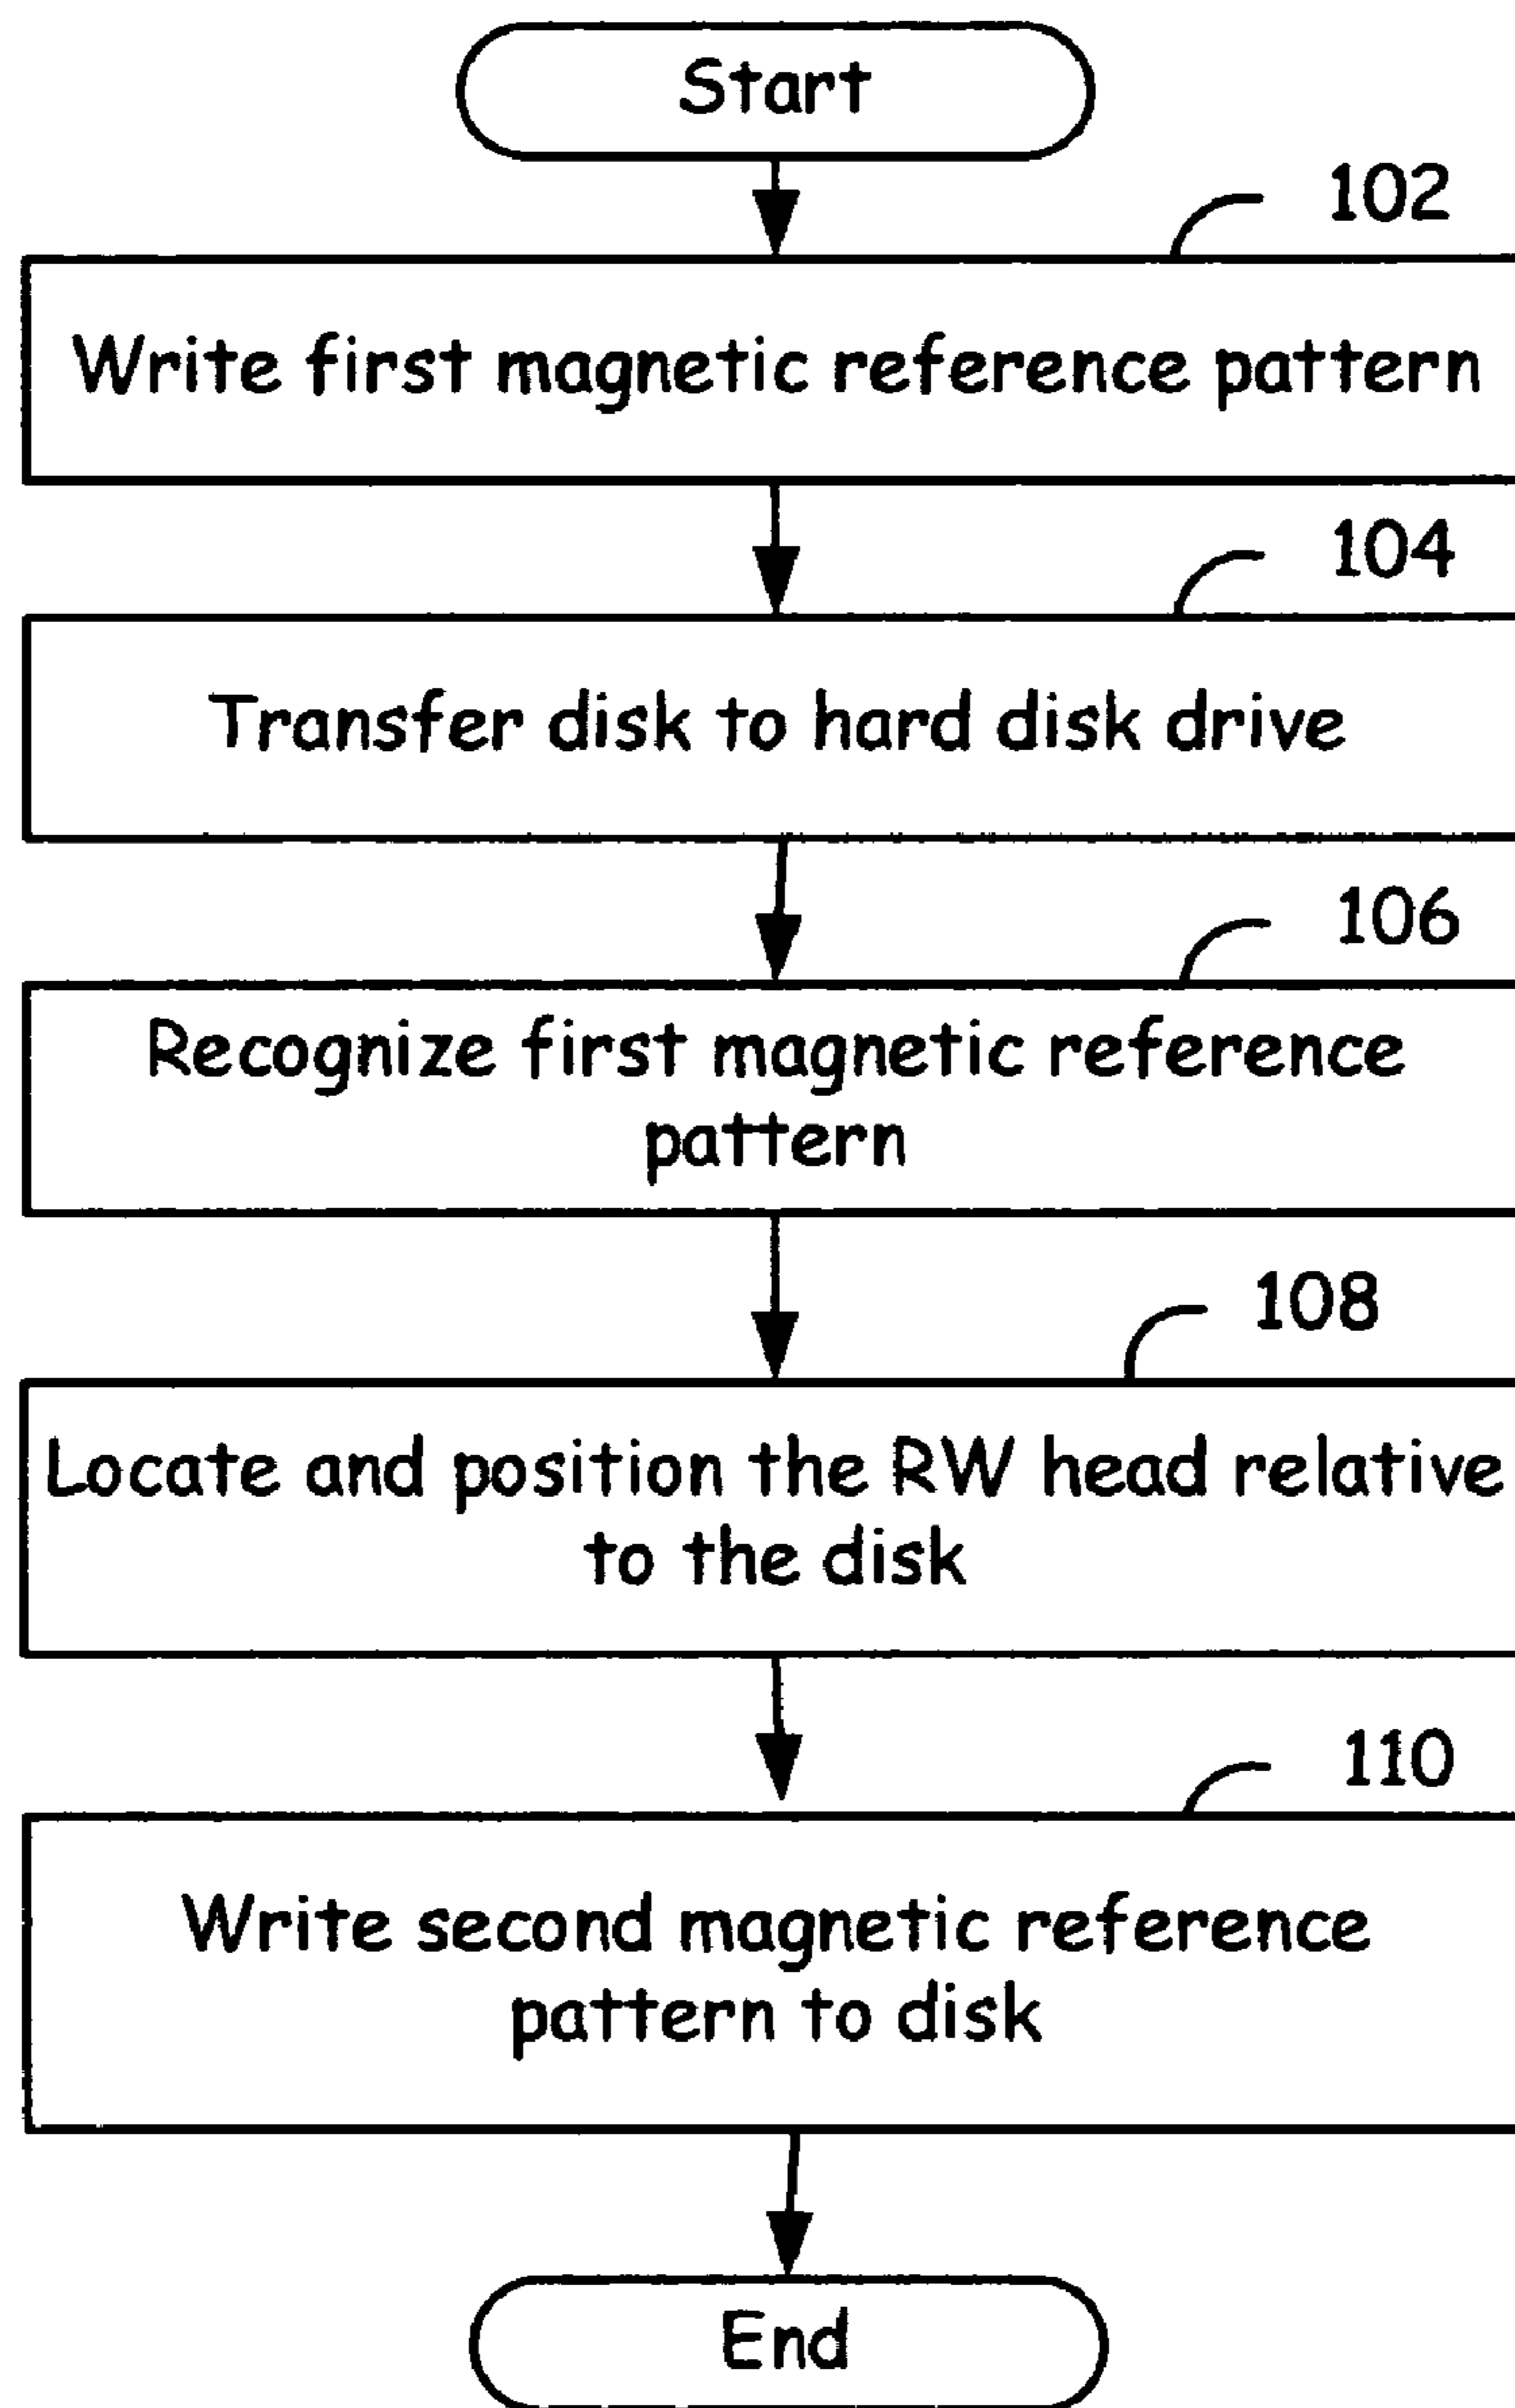 Start
102
Write first magnetic reference pattern
104
Transfer disk to hard disk drive
106
Recognize first magnetic reference
pattern
108
Locate and position the RW head relative
to the disk
110
Write second magnetic reference
pattern to disk
End